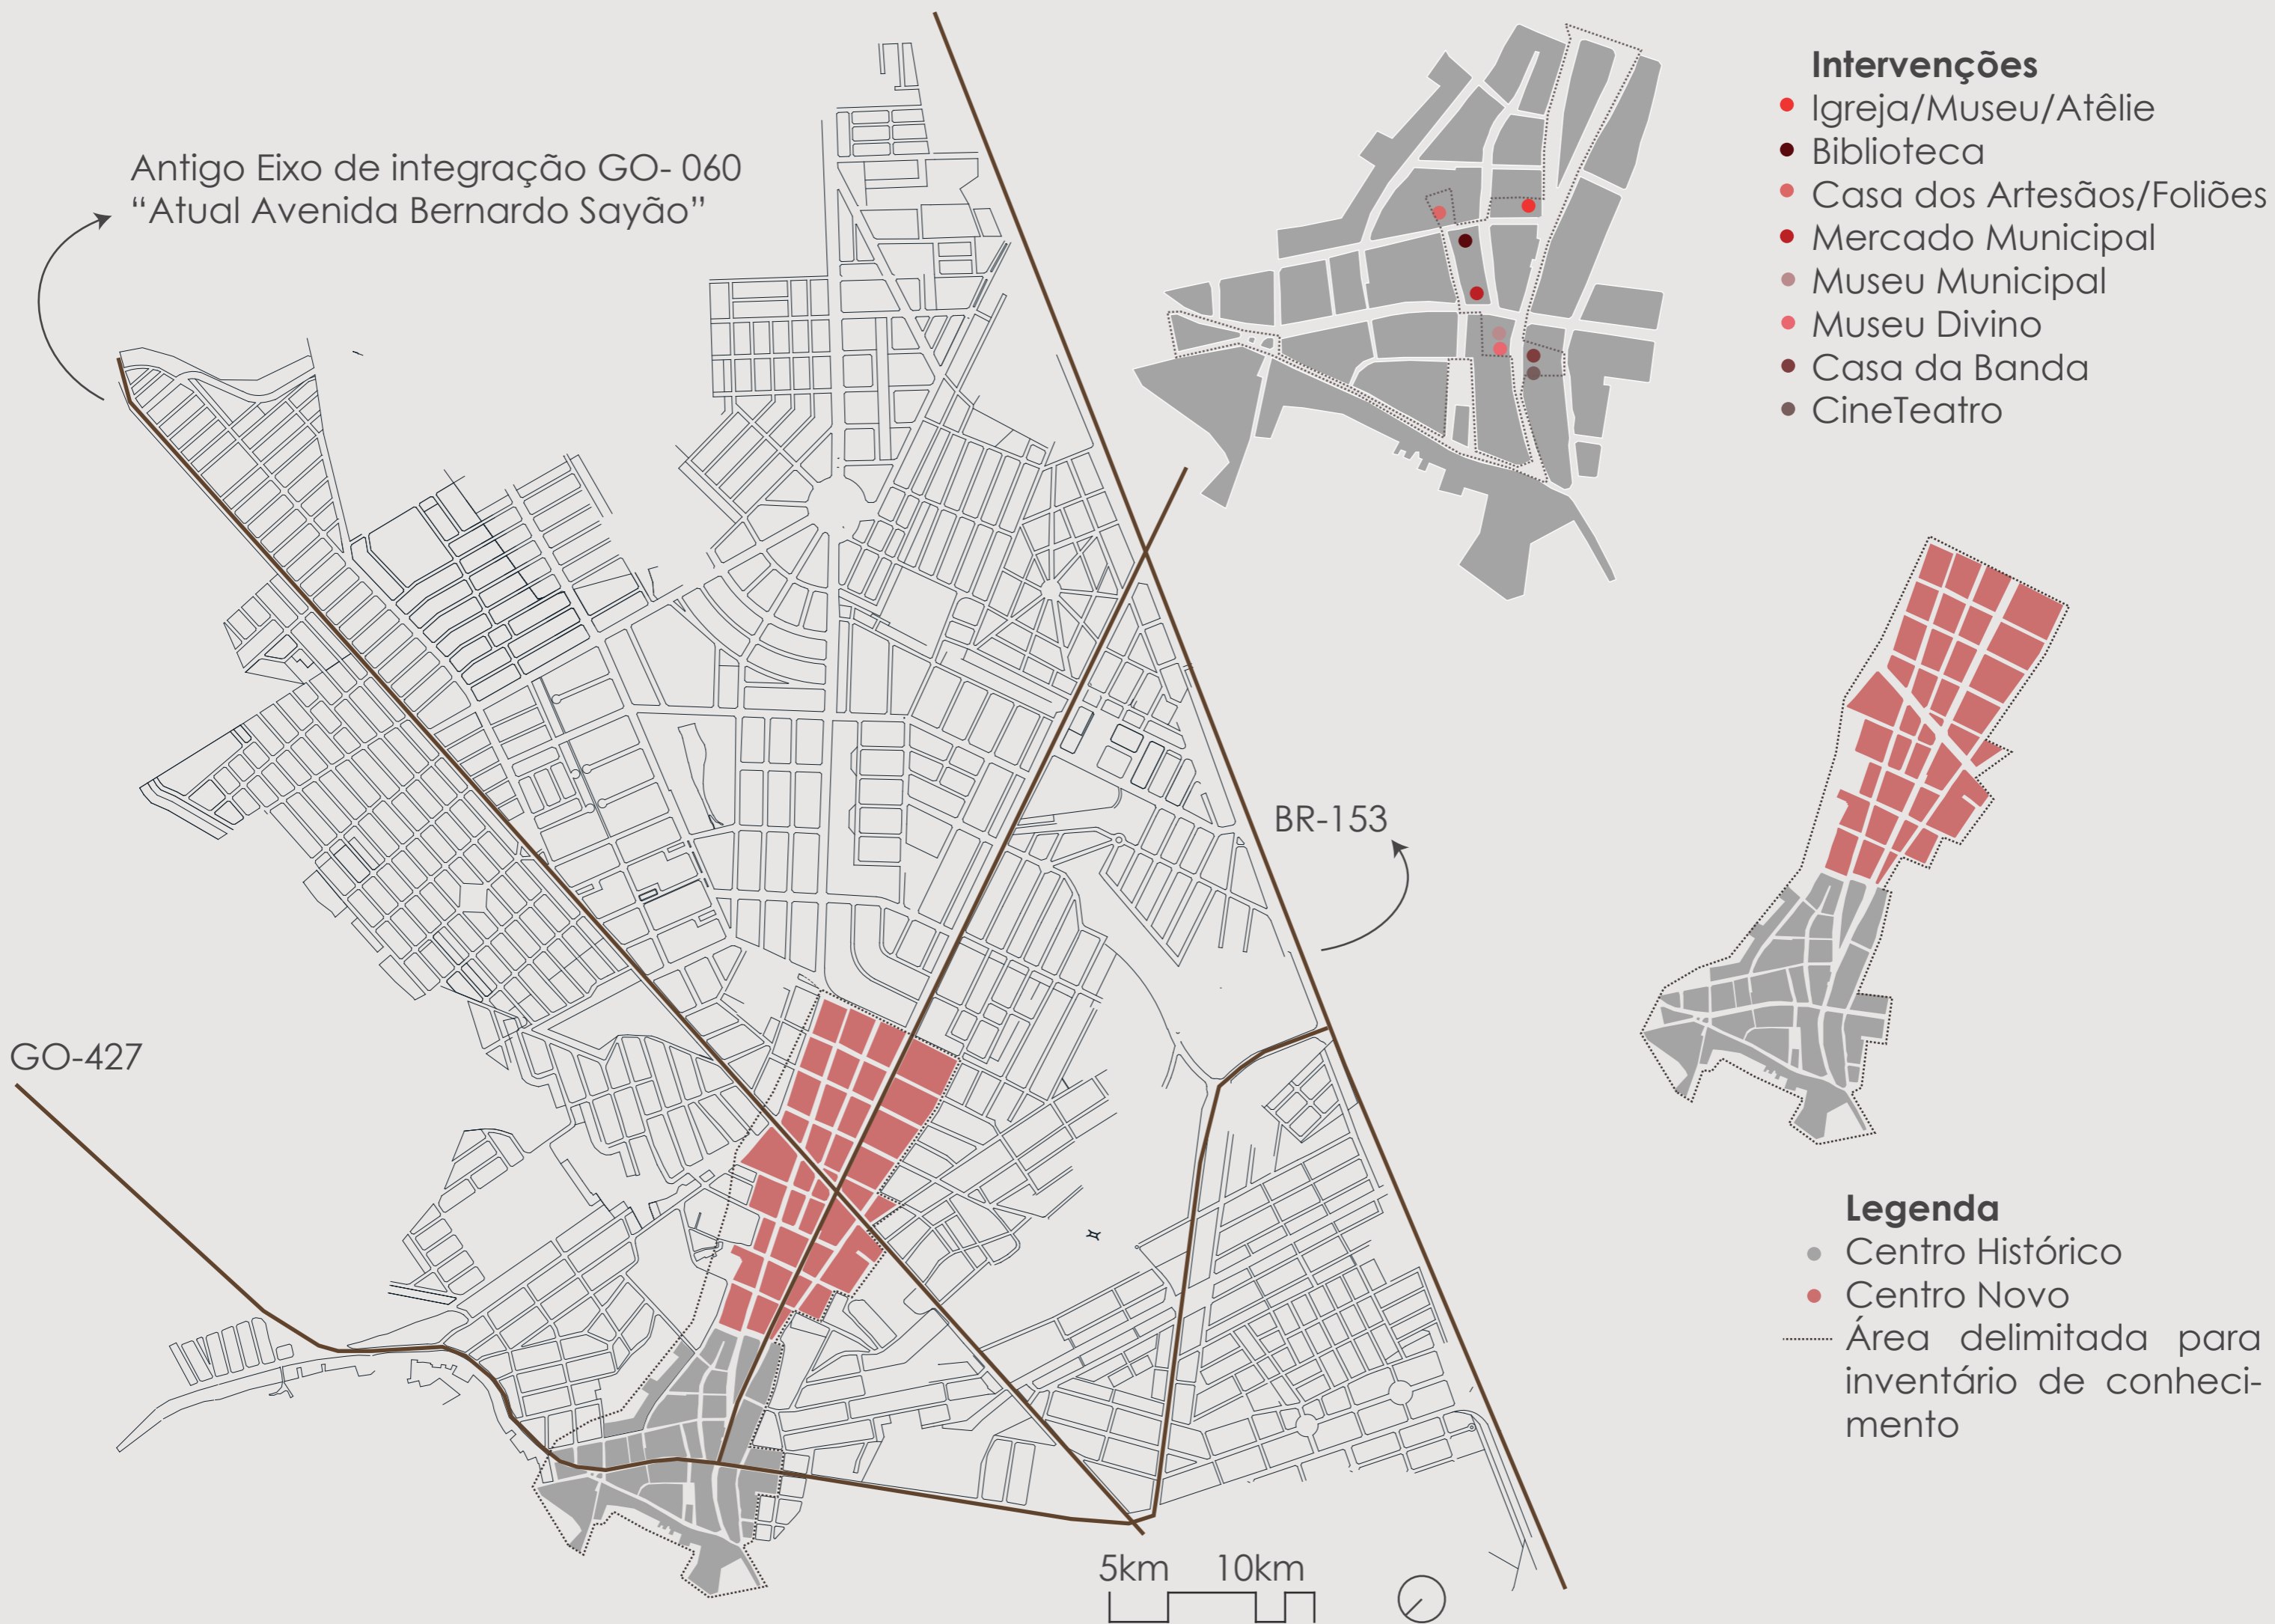 Antigo Eixo de integração GO- 060
“Atual Avenida Bernardo Sayão”
Intervenções
Igreja/Museu/Atêlie
Biblioteca
Casa dos Artesãos/Foliões
Mercado Municipal
Museu Municipal
Museu Divino
Casa da Banda
CineTeatro
BR-153
GO-427
Legenda
Centro Histórico
Centro Novo
Área delimitada para
inventário de conheci-
mento
5km 10km